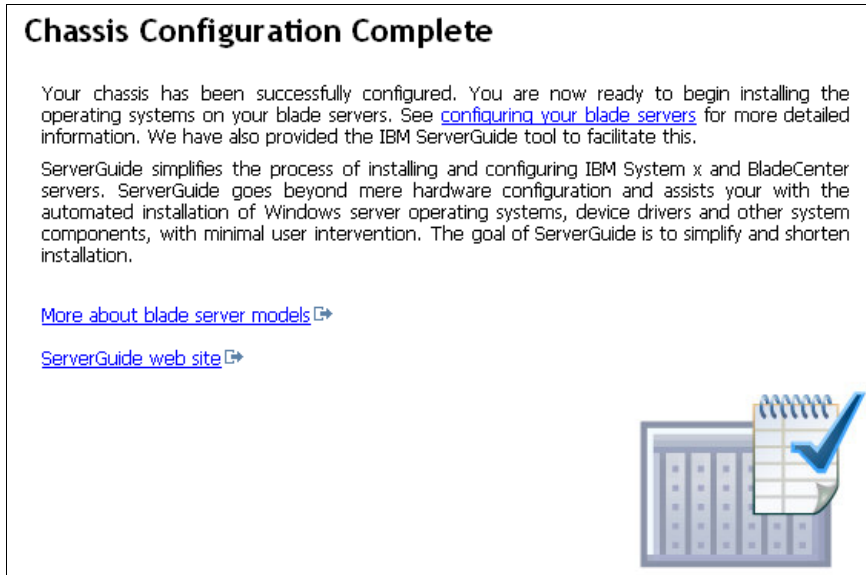 Chassis Configuration Complete
Your chassis has been successfully configured. You are now ready to begin installing the
operating systems on your blade servers. See configuring your blade servers for more detailed
information. We have also provided the IBM ServerGuide tool to facilitate this.
ServerGuide simplifies the process of installing and configuring IBM System x and BladeCenter
servers. ServerGuide goes beyond mere hardware configuration and assists your with the
automated installation of Windows server operating systems, device drivers and other system
components, with minimal user intervention. The goal of ServerGuide is to simplify and shorten
installation.
More about blade server models
ServerGuide web site